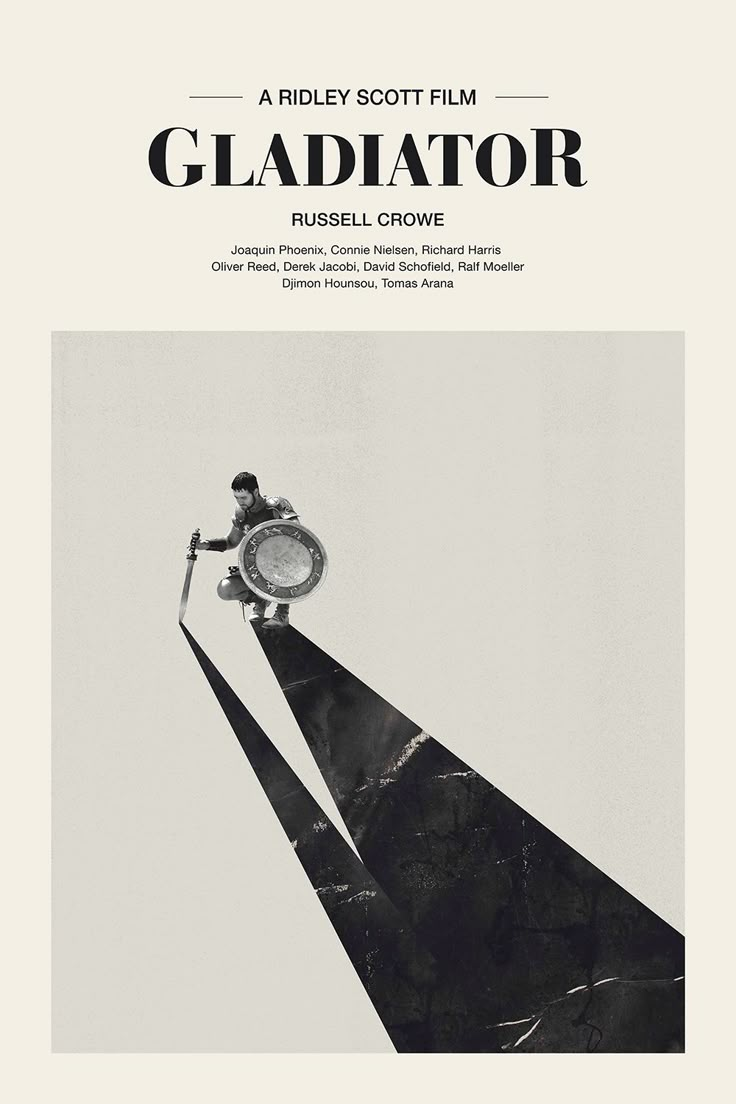 A RIDLEY SCOTT FILM
GLADIATOR
RUSSELL CROWE
Joaquin Phoenix, Connie Nielsen, Richard Harris
Oliver Reed, Derek Jacobi, David Schofield, Ralf Moeller
Djimon Hounsou, Tomas Arana